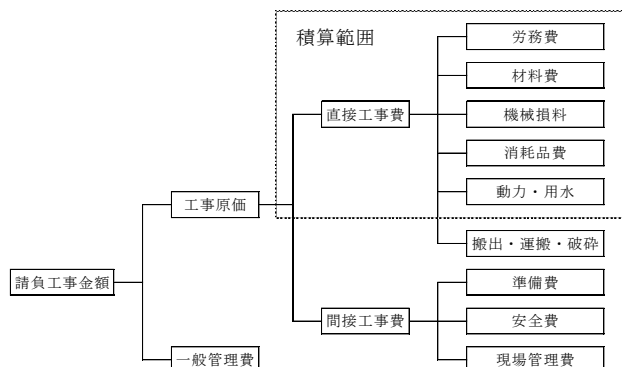 積算範囲
労務費
材料費
直接工事費
機械損料
消耗品費
工事原価
動力・用水
搬出・運搬・破砕
請負工事金額
準備費
間接工事費
安全費
一般管理費
現場管理費